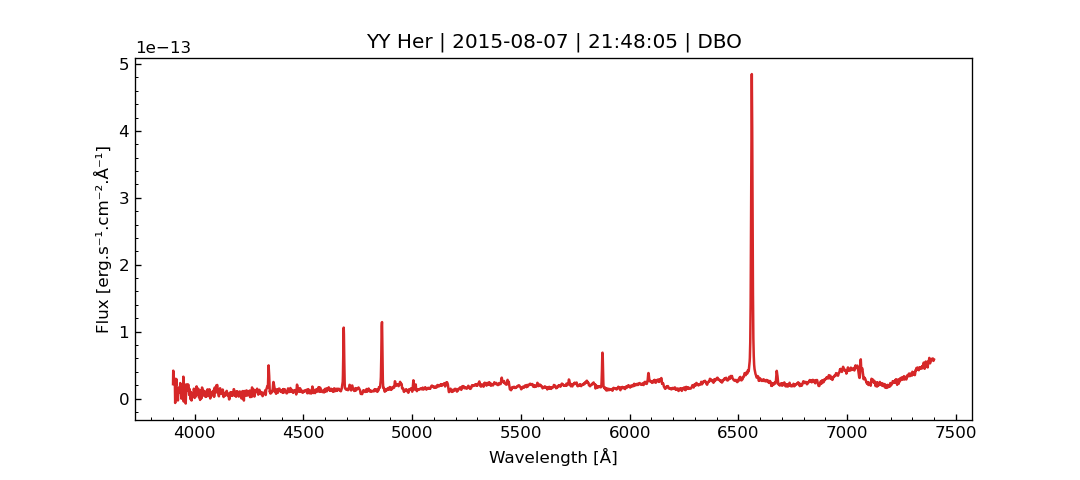 YY Her | 2015-08-07 | 21:48:05 | DBO
1e−13
5
4
3
2
1
0
Flux [erg.s⁻¹.cm⁻².Å⁻¹]
4000 4500 5000 5500 6000 6500 7000 7500
Wavelength [Å]